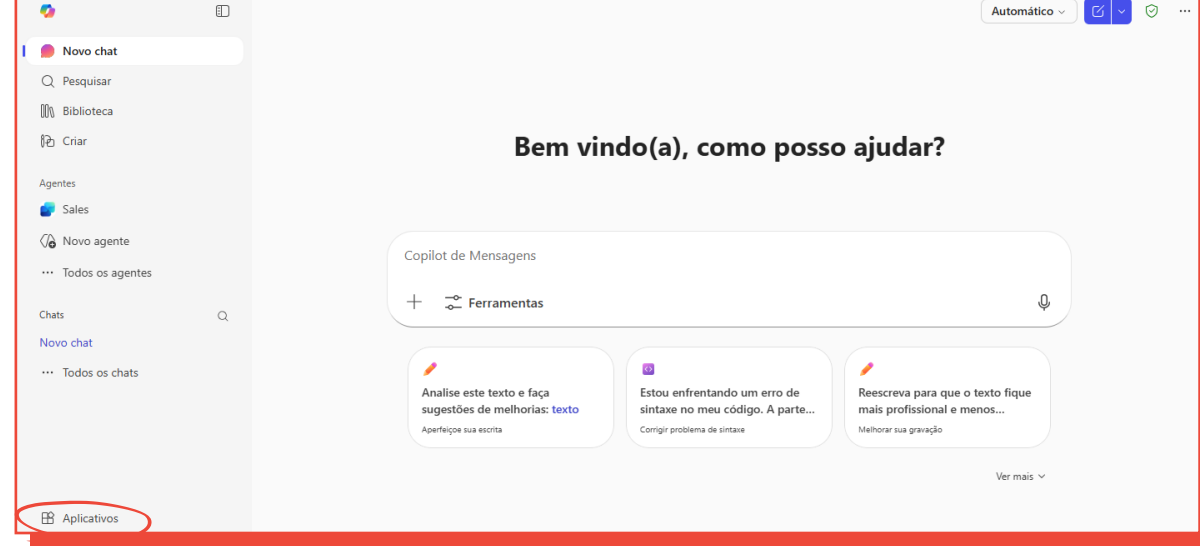 Automático
Novo chat
Pesquisar
Biblioteca
Criar
Agentes
Sales
Novo agente
Todos os agentes
Chats
Novo chat
Todos os chats
Aplicativos
Bem vindo(a), como posso ajudar?
Copilot de Mensagens
Ferramentas
Analise este texto e faça
sugestões de melhorias: texto
Aperfeiçoe sua escrita
Estou enfrentando um erro de
sintaxe no meu código. A parte...
Corrigir problema de sintaxe
Reescreva para que o texto fique
mais profissional e menos...
Melhorar sua gravação
Ver mais